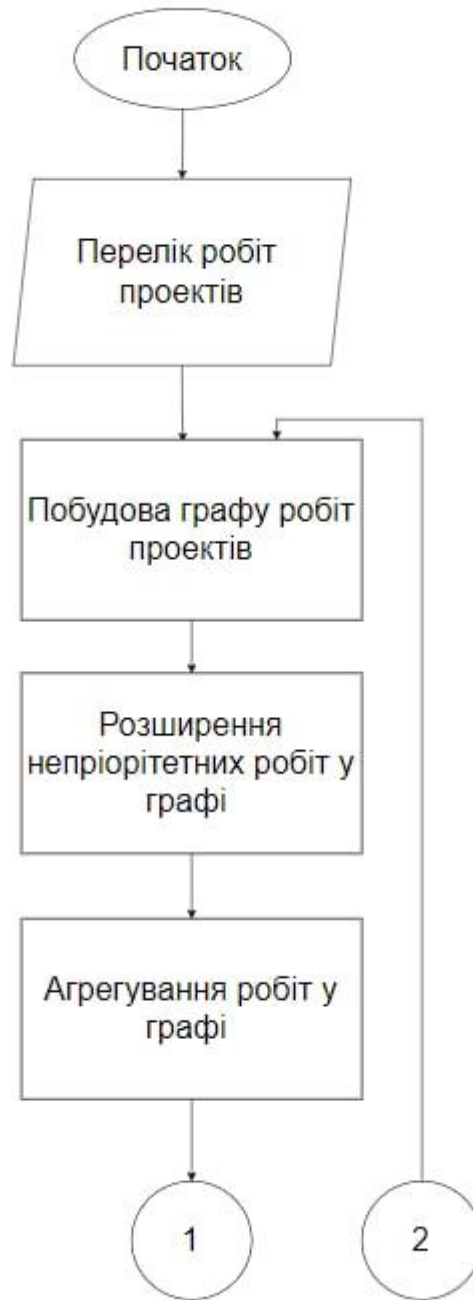 Початок
Перелік робіт
проектів
Побудова графу робіт
проектів
Розширення
непріорітетних робіт у
графі
Агрегування робіт у
графі
1
2